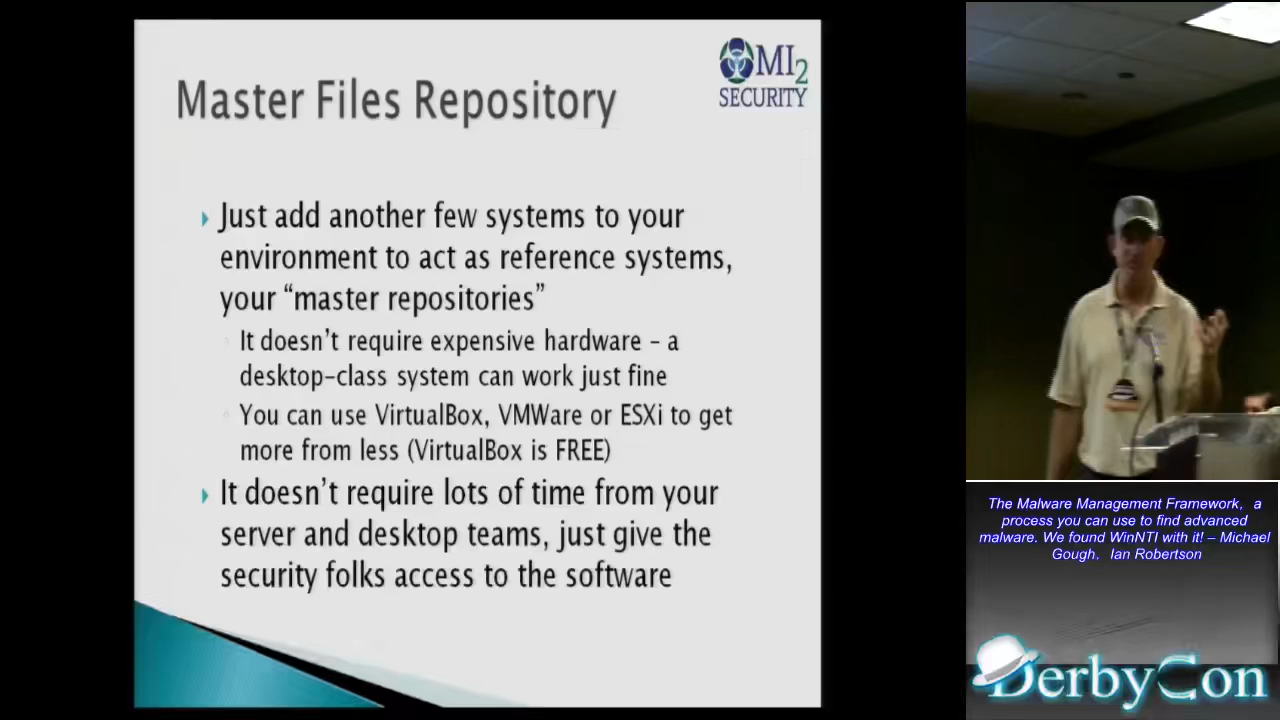 Master Files Repository
MI2
SECURITY
Just add another few systems to your
environment to act as reference systems,
your “master repositories”
It doesn’t require expensive hardware – a
desktop-class system can work just fine
You can use VirtualBox, VMWare or ESXi to get
more from less (VirtualBox is FREE)
It doesn’t require lots of time from your
server and desktop teams, just give the
security folks access to the software
The Malware Management Framework, a
process you can use to find advanced
malware. We found WinNTI with it! – Michael
Gough. Ian Robertson
DerbyCon